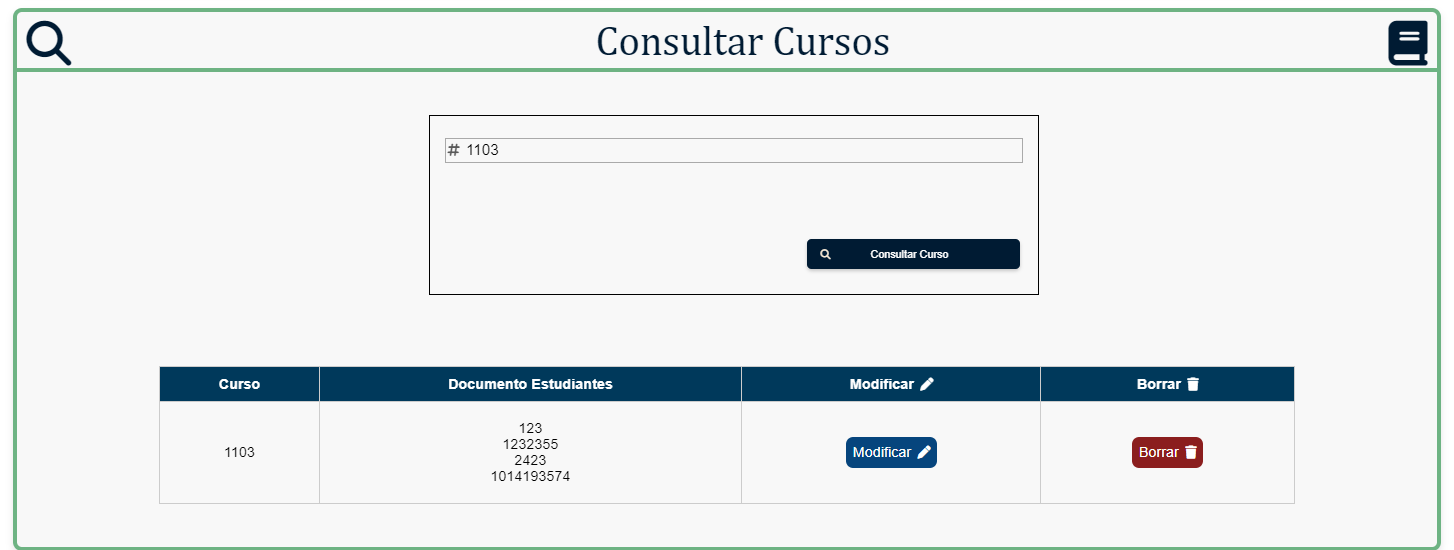 Consultar Cursos
# 1103
Consultar Curso
Curso Documento Estudiantes Modificar Borrar
1103
123
1232355
2423
1014193574
Modificar
Borrar